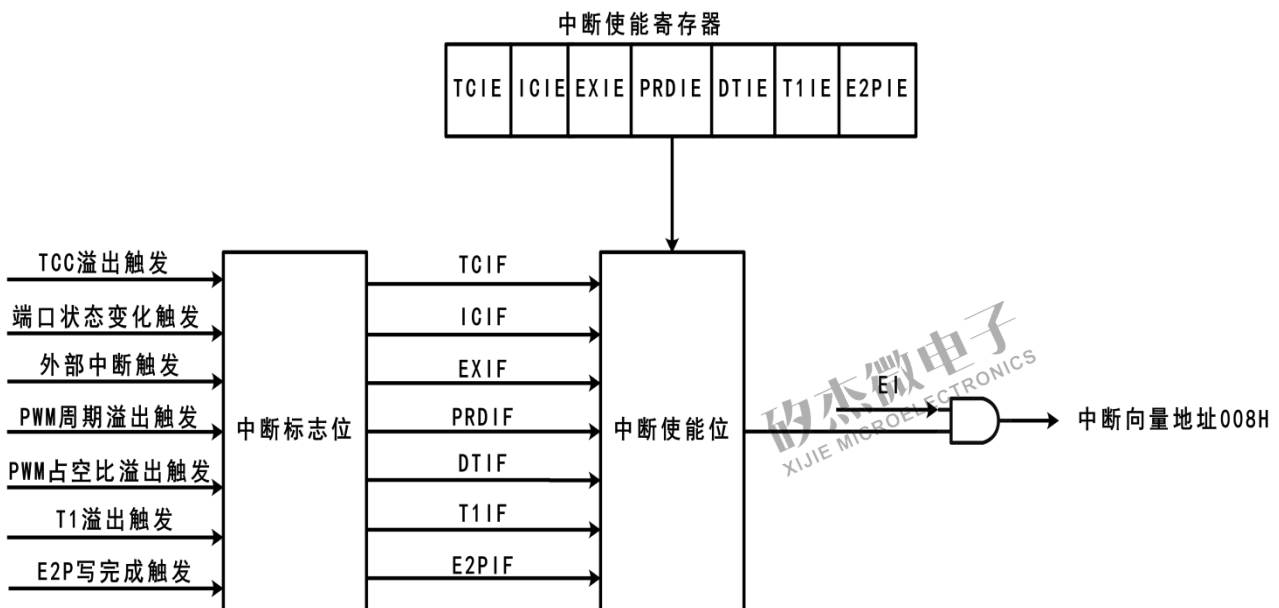 中断使能寄存器
TCIE ICIE EXIE PRDIE DTIE T1IE E2PIE
TCC溢出触发
端口状态变化触发
外部中断触发
PWM周期溢出触发
PWM占空比溢出触发
T1溢出触发
E2P写完成触发
中断标志位
TCIF
ICIF
EXIF
PRDIF
DTIF
T1IF
E2PIF
中断使能位
EI
中断向量地址008H
矽杰微电子
XIJIE MICROELECTRONICS